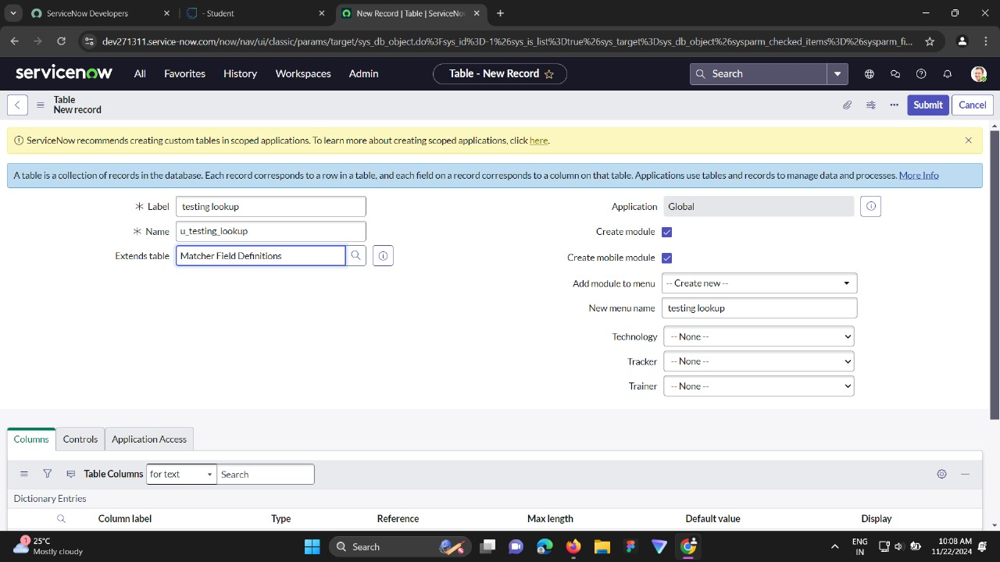 ServiceNow Developers
- Student
New Record | Table | ServiceNo
dev271311.service-now.com/now/nav/ui/classic/params/target/sys_db_object.do%3Fsys_id%3D-1%26sys_is_list%3Dtrue%26sys_target%3Dsys_db_object%26sysparm_checked_items%3D%26sysparm_fi...
servicenow All Favorites History Workspaces Admin Table - New Record Search
Table
New record
Submit Cancel
ServiceNow recommends creating custom tables in scoped applications. To learn more about creating scoped applications, click here.
A table is a collection of records in the database. Each record corresponds to a row in a table, and each field on a record corresponds to a column on that table. Applications use tables and records to manage data and processes. More Info
Label testing lookup
Name u_testing_lookup
Extends table Matcher Field Definitions
Application Global
Create module
Create mobile module
Add module to menu -- Create new --
New menu name testing lookup
Technology -- None --
Tracker -- None --
Trainer -- None --
Columns Controls Application Access
Table Columns for text Search
Dictionary Entries
Column label Type Reference Max length Default value Display
1
25°C
Mostly cloudy
Search
ENG
IN
10:08 AM
11/22/2024